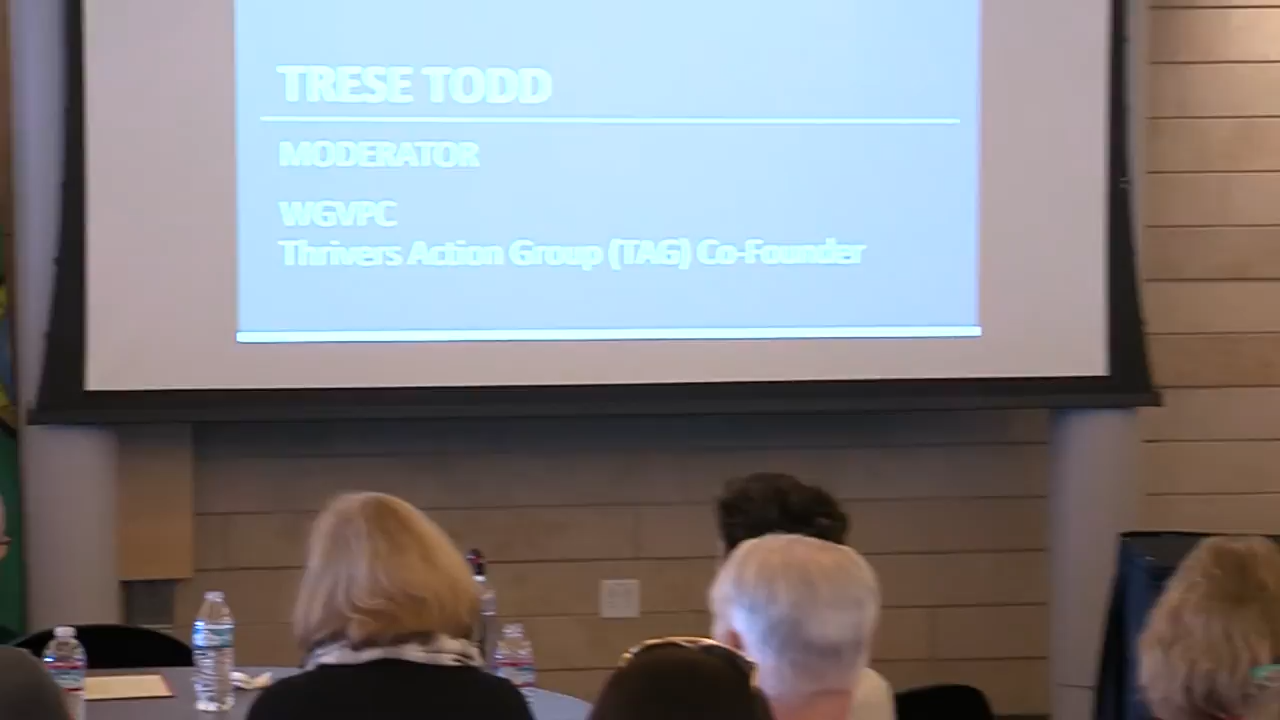 TRESE TODD
MODERATOR
WGVPC
Thrivers Action Group (TAG) Co-Founder